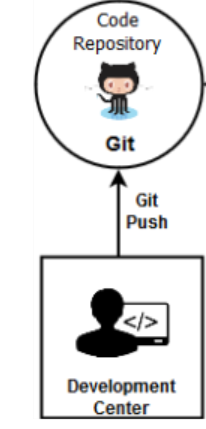 Code
Repository
Git
Git
Push
</>
Development
Center